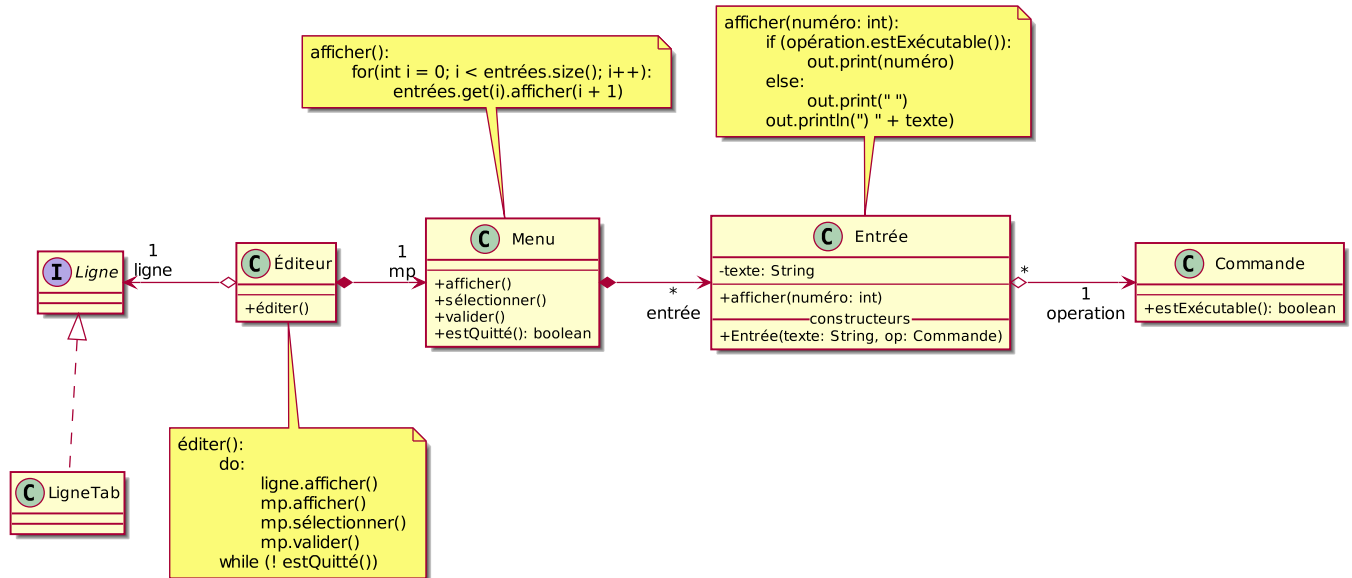 afficher():
for(int i = 0; i < entrées.size(); i++):
entrées.get(i).afficher(i + 1)
afficher(numéro: int):
if (opération.estExécutable()):
out.print(numéro)
else:
out.print(" ")
out.println(") " + texte)
I Ligne
1
ligne
C Éditeur
+éditer()
1
mp
C Menu
+afficher()
+sélectionner()
+valider()
+estQuitté(): boolean
*
entrée
C Entrée
-texte: String
+afficher(numéro: int)
constructeurs
+Entrée(texte: String, op: Commande)
*
1
operation
C Commande
+estExécutable(): boolean
C LigneTab
éditer():
do:
ligne.afficher()
mp.afficher()
mp.sélectionner()
mp.valider()
while (! estQuitté())